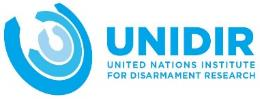 UNIDIR
UNITED NATIONS INSTITUTE
FOR DISARMAMENT RESEARCH